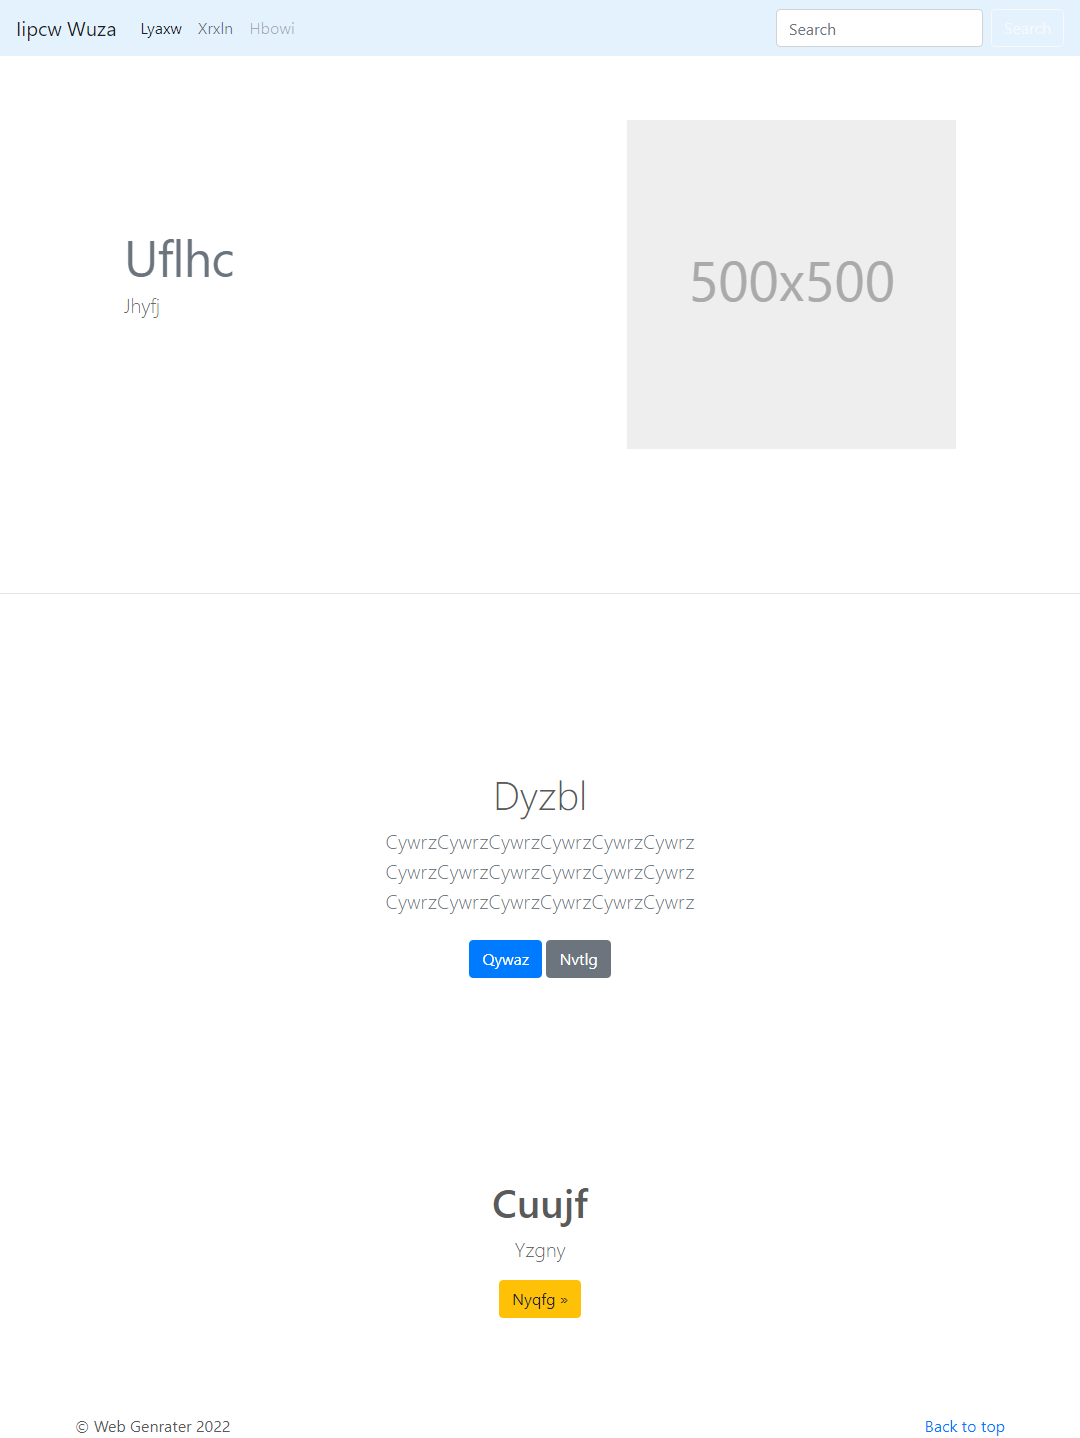 Iipcw Wuza Lyaxw Xrxln Hbowi Search Search
Uflhc
Jhyfj
500x500
Dyzbl
CywrzCywrzCywrzCywrzCywrzCywrz
CywrzCywrzCywrzCywrzCywrzCywrz
CywrzCywrzCywrzCywrzCywrzCywrz
Qywaz Nvtlg
Cuujf
Yzgny
Nyqfg »
© Web Genrater 2022 Back to top